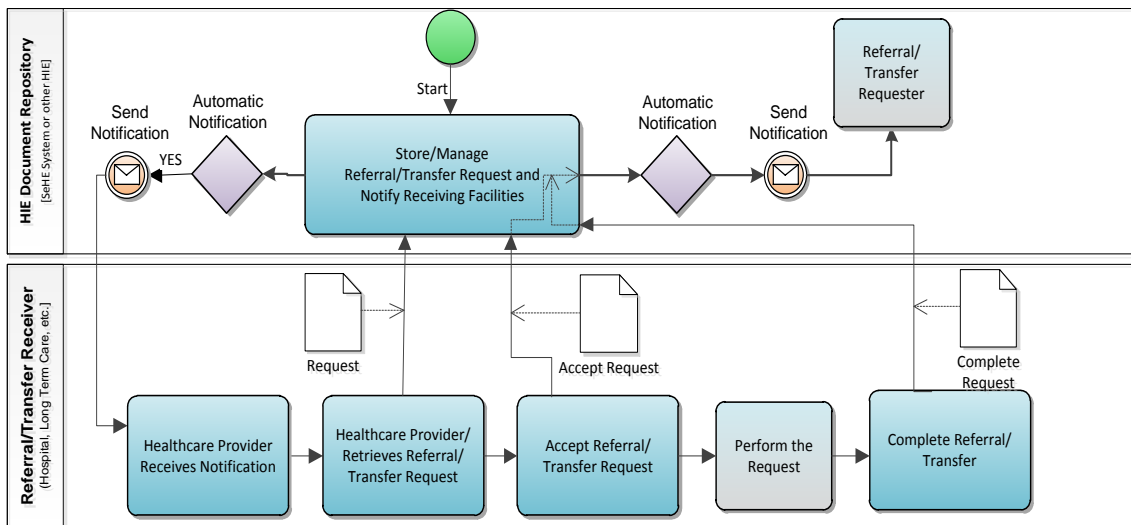 HIE Document Repository
[SeHE System or other HIE]
Start
Send
Notification
Automatic
Notification
YES
Store/Manage
Referral/Transfer Request and
Notify Receiving Facilities
Automatic
Notification
Send
Notification
Referral/
Transfer
Requester
Referral/Transfer Receiver
(Hospital, Long Term Care, etc.]
Request
Accept Request
Complete
Request
Healthcare Provider
Receives Notification
Healthcare Provider/
Retrieves Referral/
Transfer Request
Accept Referral/
Transfer Request
Perform the
Request
Complete Referral/
Transfer